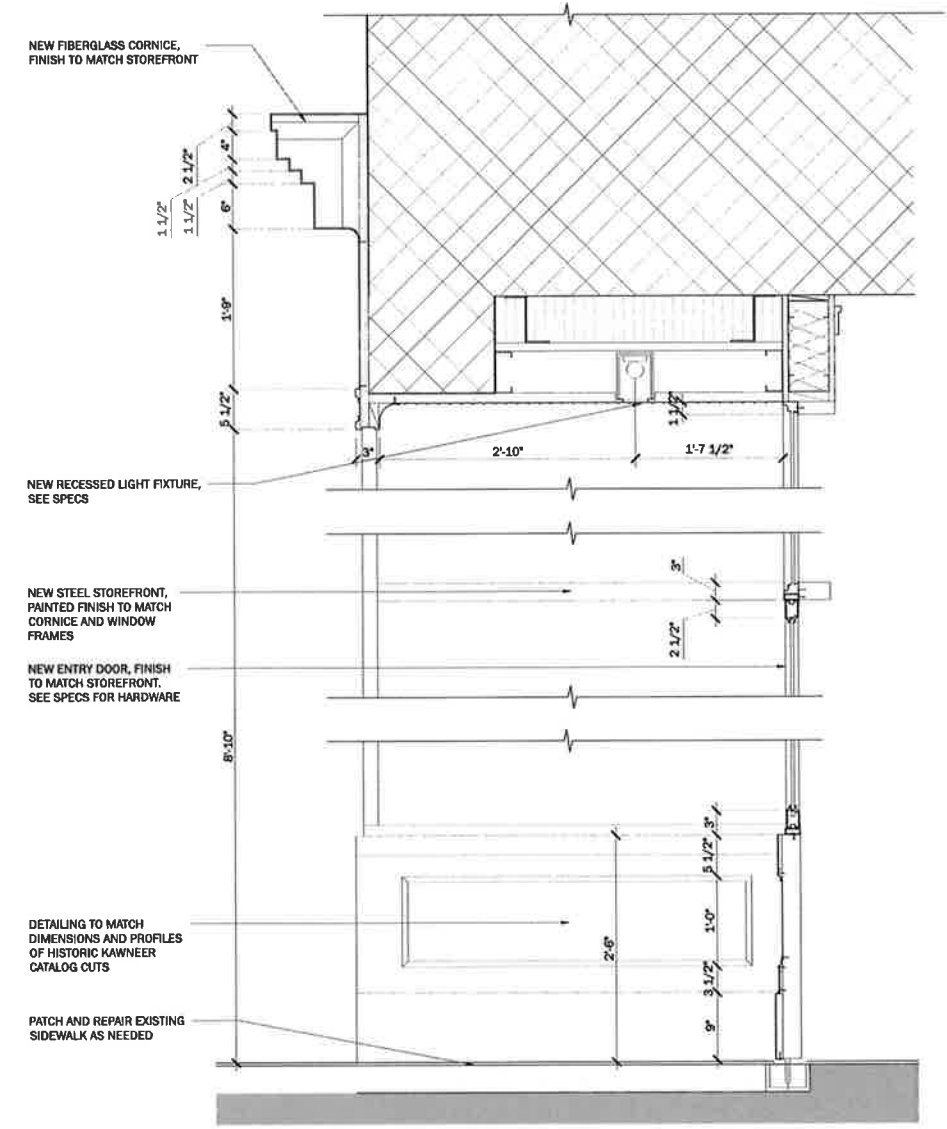 NEW FIBERGLASS CORNICE,
FINISH TO MATCH STOREFRONT
2 1/2"
4"
1 1/2"
1 1/2"
6"
1'-9"
5 1/2"
1 1/2"
3"
2'-10"
1'-7 1/2"
NEW RECESSED LIGHT FIXTURE,
SEE SPECS
NEW STEEL STOREFRONT,
PAINTED FINISH TO MATCH
CORNICE AND WINDOW
FRAMES
3"
2 1/2"
NEW ENTRY DOOR, FINISH
TO MATCH STOREFRONT.
SEE SPECS FOR HARDWARE
8'-10"
3"
5 1/2"
1'-0"
2'-6"
3 1/2"
9"
DETAILING TO MATCH
DIMENSIONS AND PROFILES
OF HISTORIC KAWNEER
CATALOG CUTS
PATCH AND REPAIR EXISTING
SIDEWALK AS NEEDED